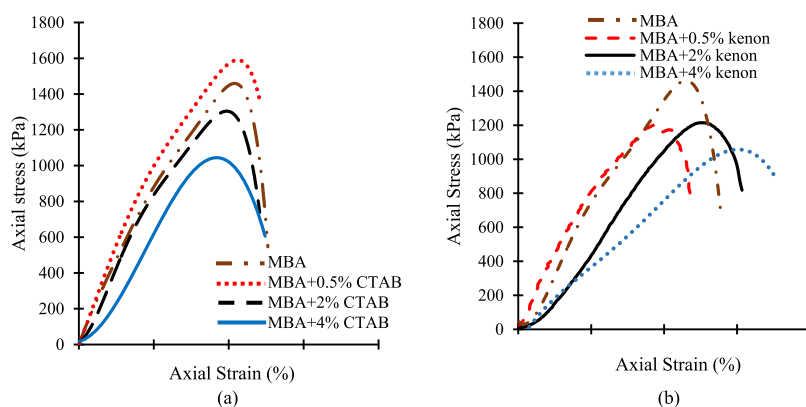 1800
1600
1400
1200
1000
800
600
400
200
0
Axial stress (kPa)
MBA
MBA+0.5% CTAB
MBA+2% CTAB
MBA+4% CTAB
Axial Strain (%)
(a)
1800
1600
1400
1200
1000
800
600
400
200
0
Axial Stress (kPa)
MBA
MBA+0.5% kenon
MBA+2% kenon
MBA+4% kenon
Axial Strain (%)
(b)